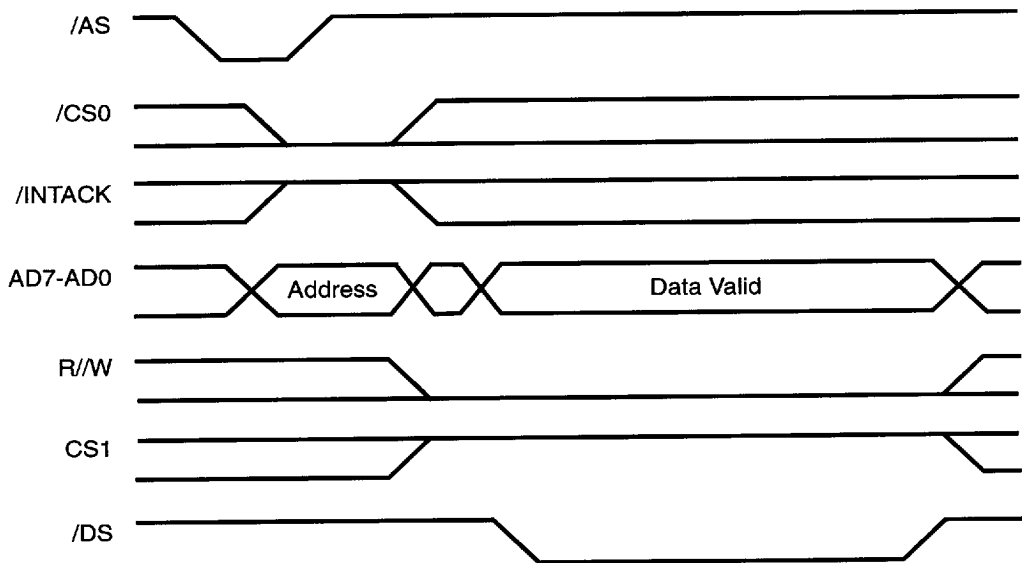 /AS
/CS0
/INTACK
AD7-AD0
Address
Data Valid
R//W
CS1
/DS